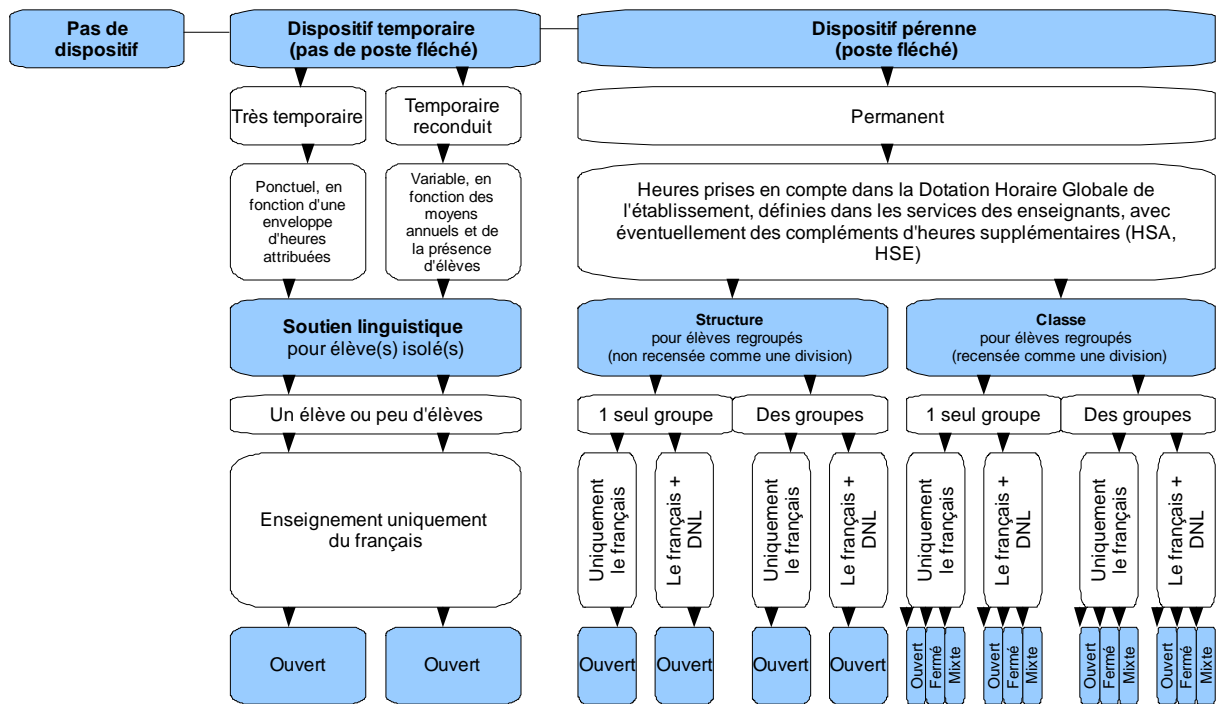 Pas de
dispositif
Dispositif temporaire
(pas de poste fléché)
Dispositif pérenne
(poste fléché)
Très temporaire
Temporaire
reconduit
Permanent
Ponctuel, en
fonction d'une
enveloppe
d'heures
attribuées
Variable, en
fonction des
moyens
annuels et de
la présence
d'élèves
Heures prises en compte dans la Dotation Horaire Globale de
l'établissement, définies dans les services des enseignants, avec
éventuellement des compléments d'heures supplémentaires (HSA,
HSE)
Soutien linguistique
pour élève(s) isolé(s)
Structure
pour élèves regroupés
(non recensée comme une division)
Classe
pour élèves regroupés
(recensée comme une division)
Un élève ou peu d'élèves
1 seul groupe
Des groupes
1 seul groupe
Des groupes
Enseignement uniquement
du français
Uniquement
le français
Le français +
DNL
Uniquement
le français
Le français +
DNL
Uniquement
le français
Le français +
DNL
Uniquement
le français
Le français +
DNL
Ouvert
Ouvert
Ouvert
Ouvert
Ouvert
Ouvert
Ouvert
Fermé
Mixte
Ouvert
Fermé
Mixte
Ouvert
Fermé
Mixte
Ouvert
Fermé
Mixte